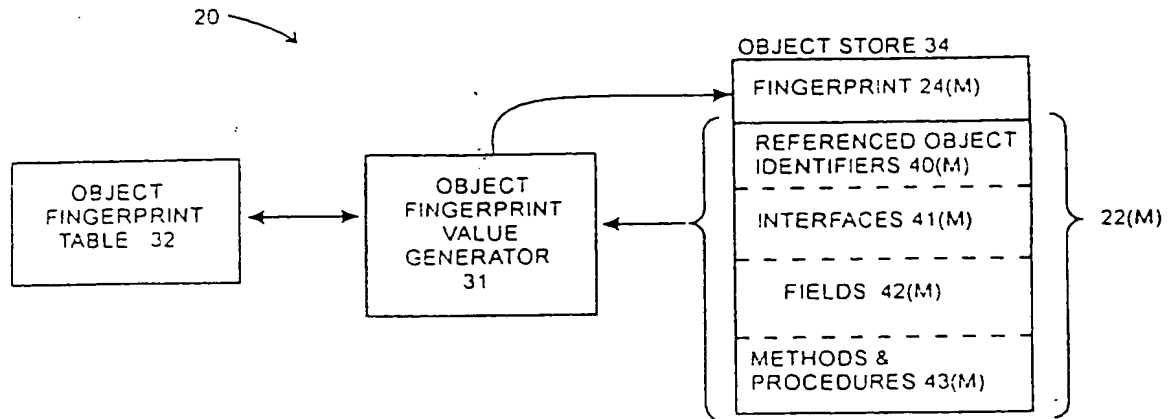 20
OBJECT STORE 34
FINGERPRINT 24(M)
REFERENCED OBJECT
IDENTIFIERS 40(M)
INTERFACES 41(M)
FIELDS 42(M)
METHODS &
PROCEDURES 43(M)
22(M)
OBJECT
FINGERPRINT
VALUE
GENERATOR
31
OBJECT
FINGERPRINT
TABLE 32